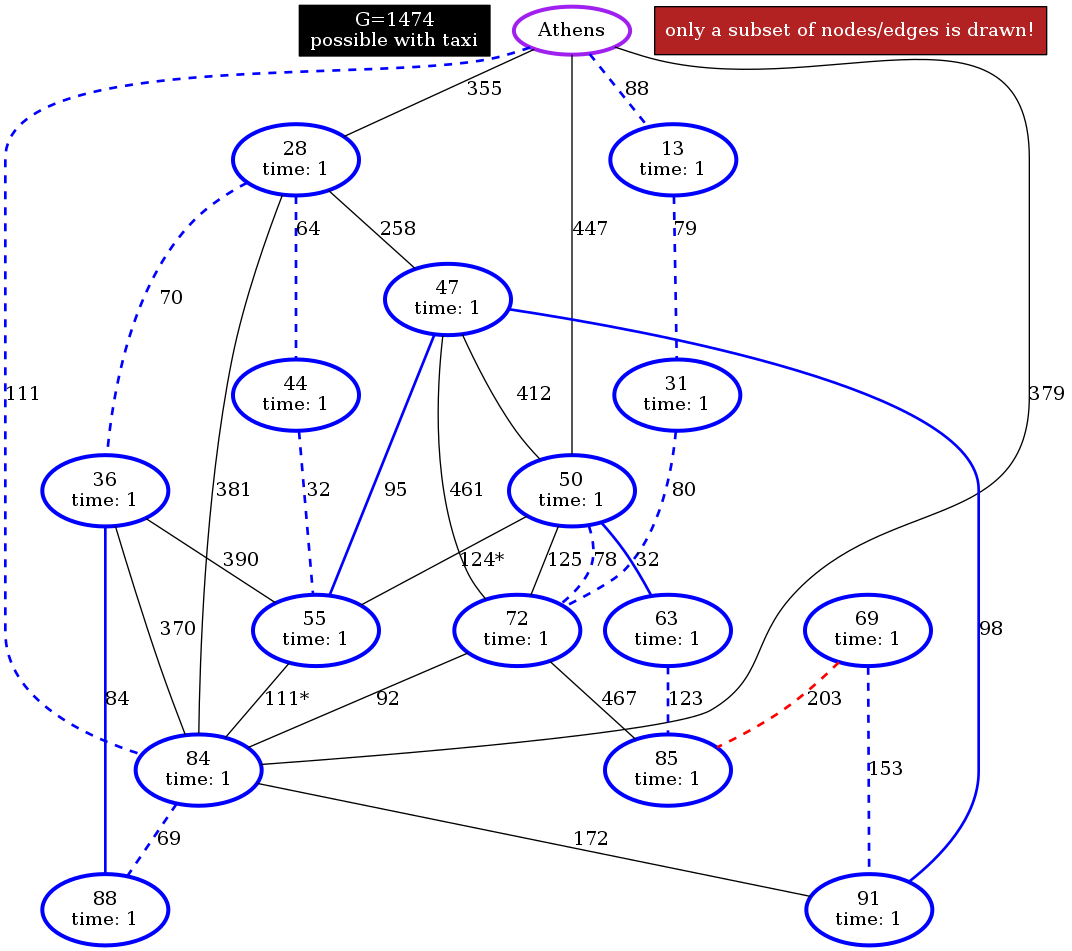 G=1474
possible with taxi
Athens
only a subset of nodes/edges is drawn!
355
88
28
time: 1
13
time: 1
64
258
447
79
70
47
time: 1
111
44
time: 1
412
31
time: 1
379
36
time: 1
381
32
95
461
50
time: 1
80
390
124*
125
78
32
370
55
time: 1
72
time: 1
63
time: 1
69
time: 1
98
84
111*
92
467
123
203
84
time: 1
85
time: 1
153
69
172
88
time: 1
91
time: 1